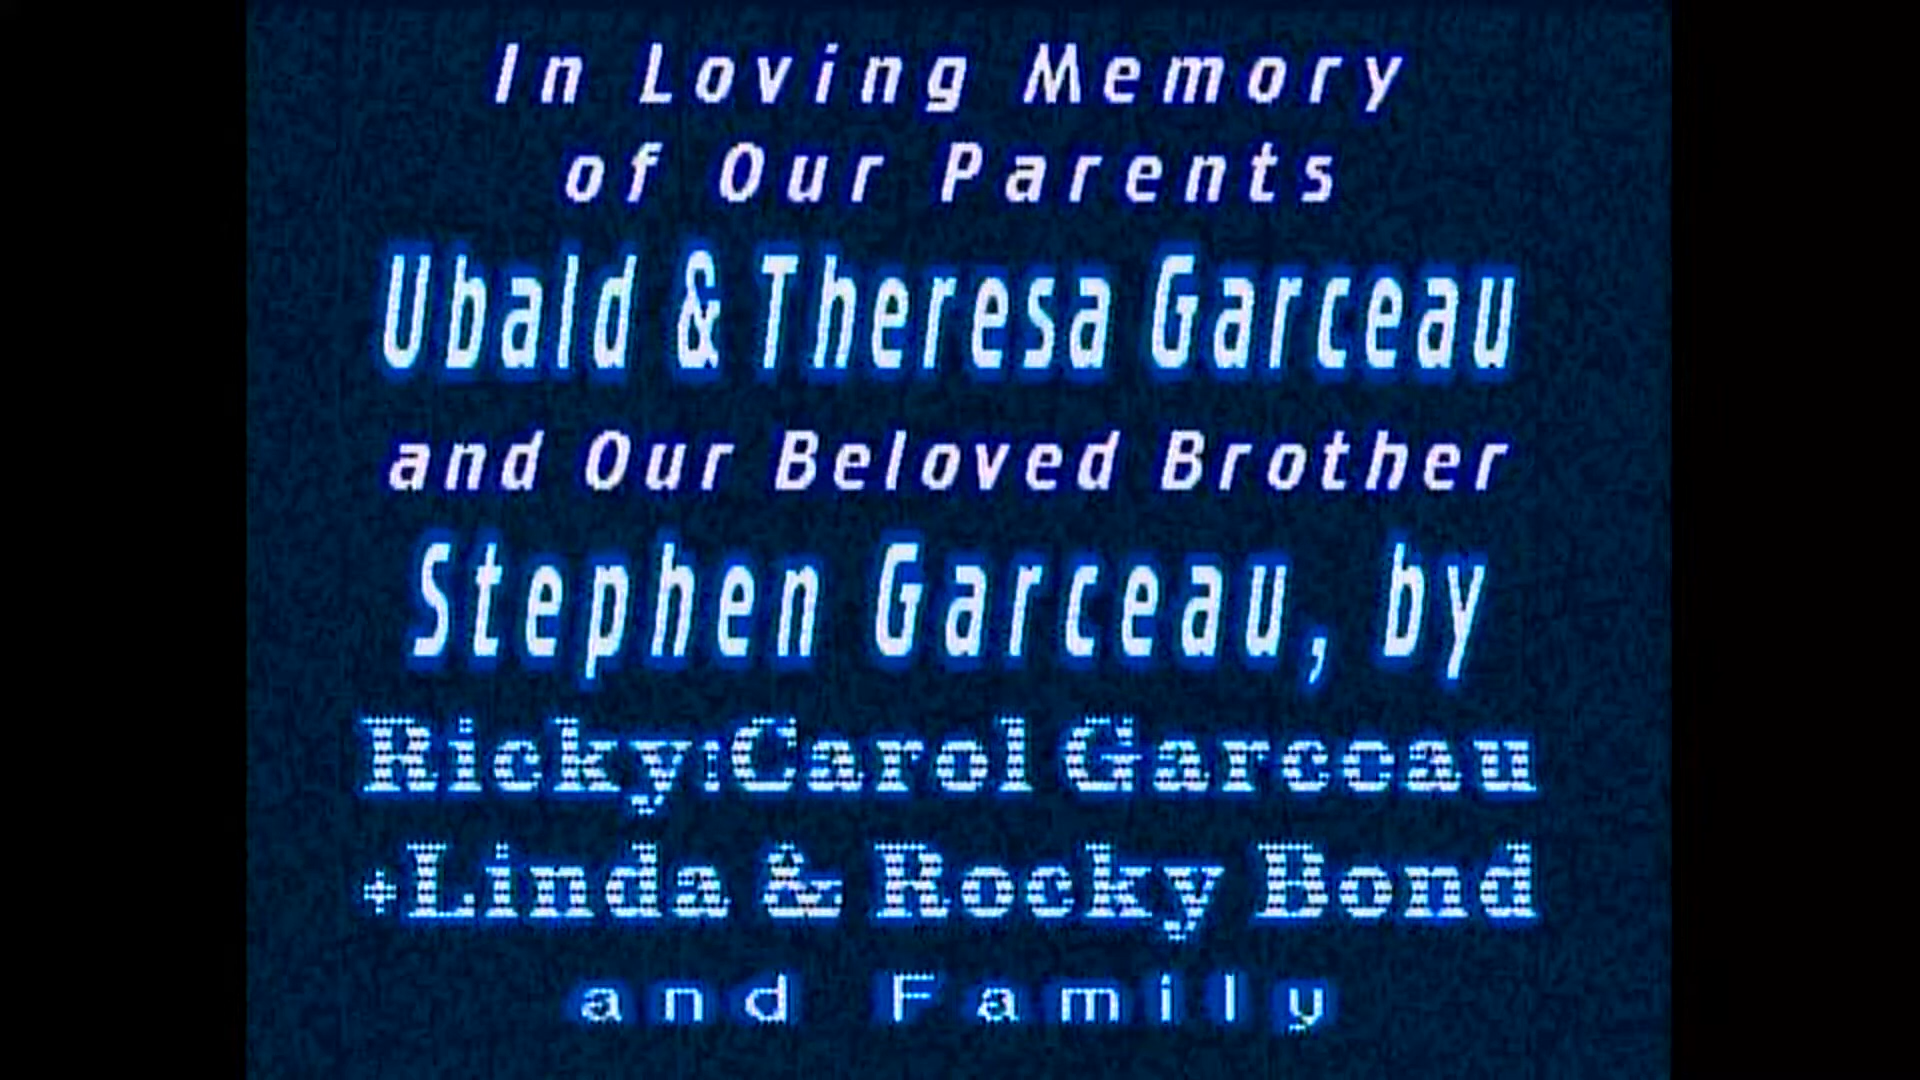 In Loving Memory
of Our Parents
Ubald & Theresa Garceau
and Our Beloved Brother
Stephen Garceau, by
Ricky:Carol Garceau
+Linda & Rocky Bond
and Family